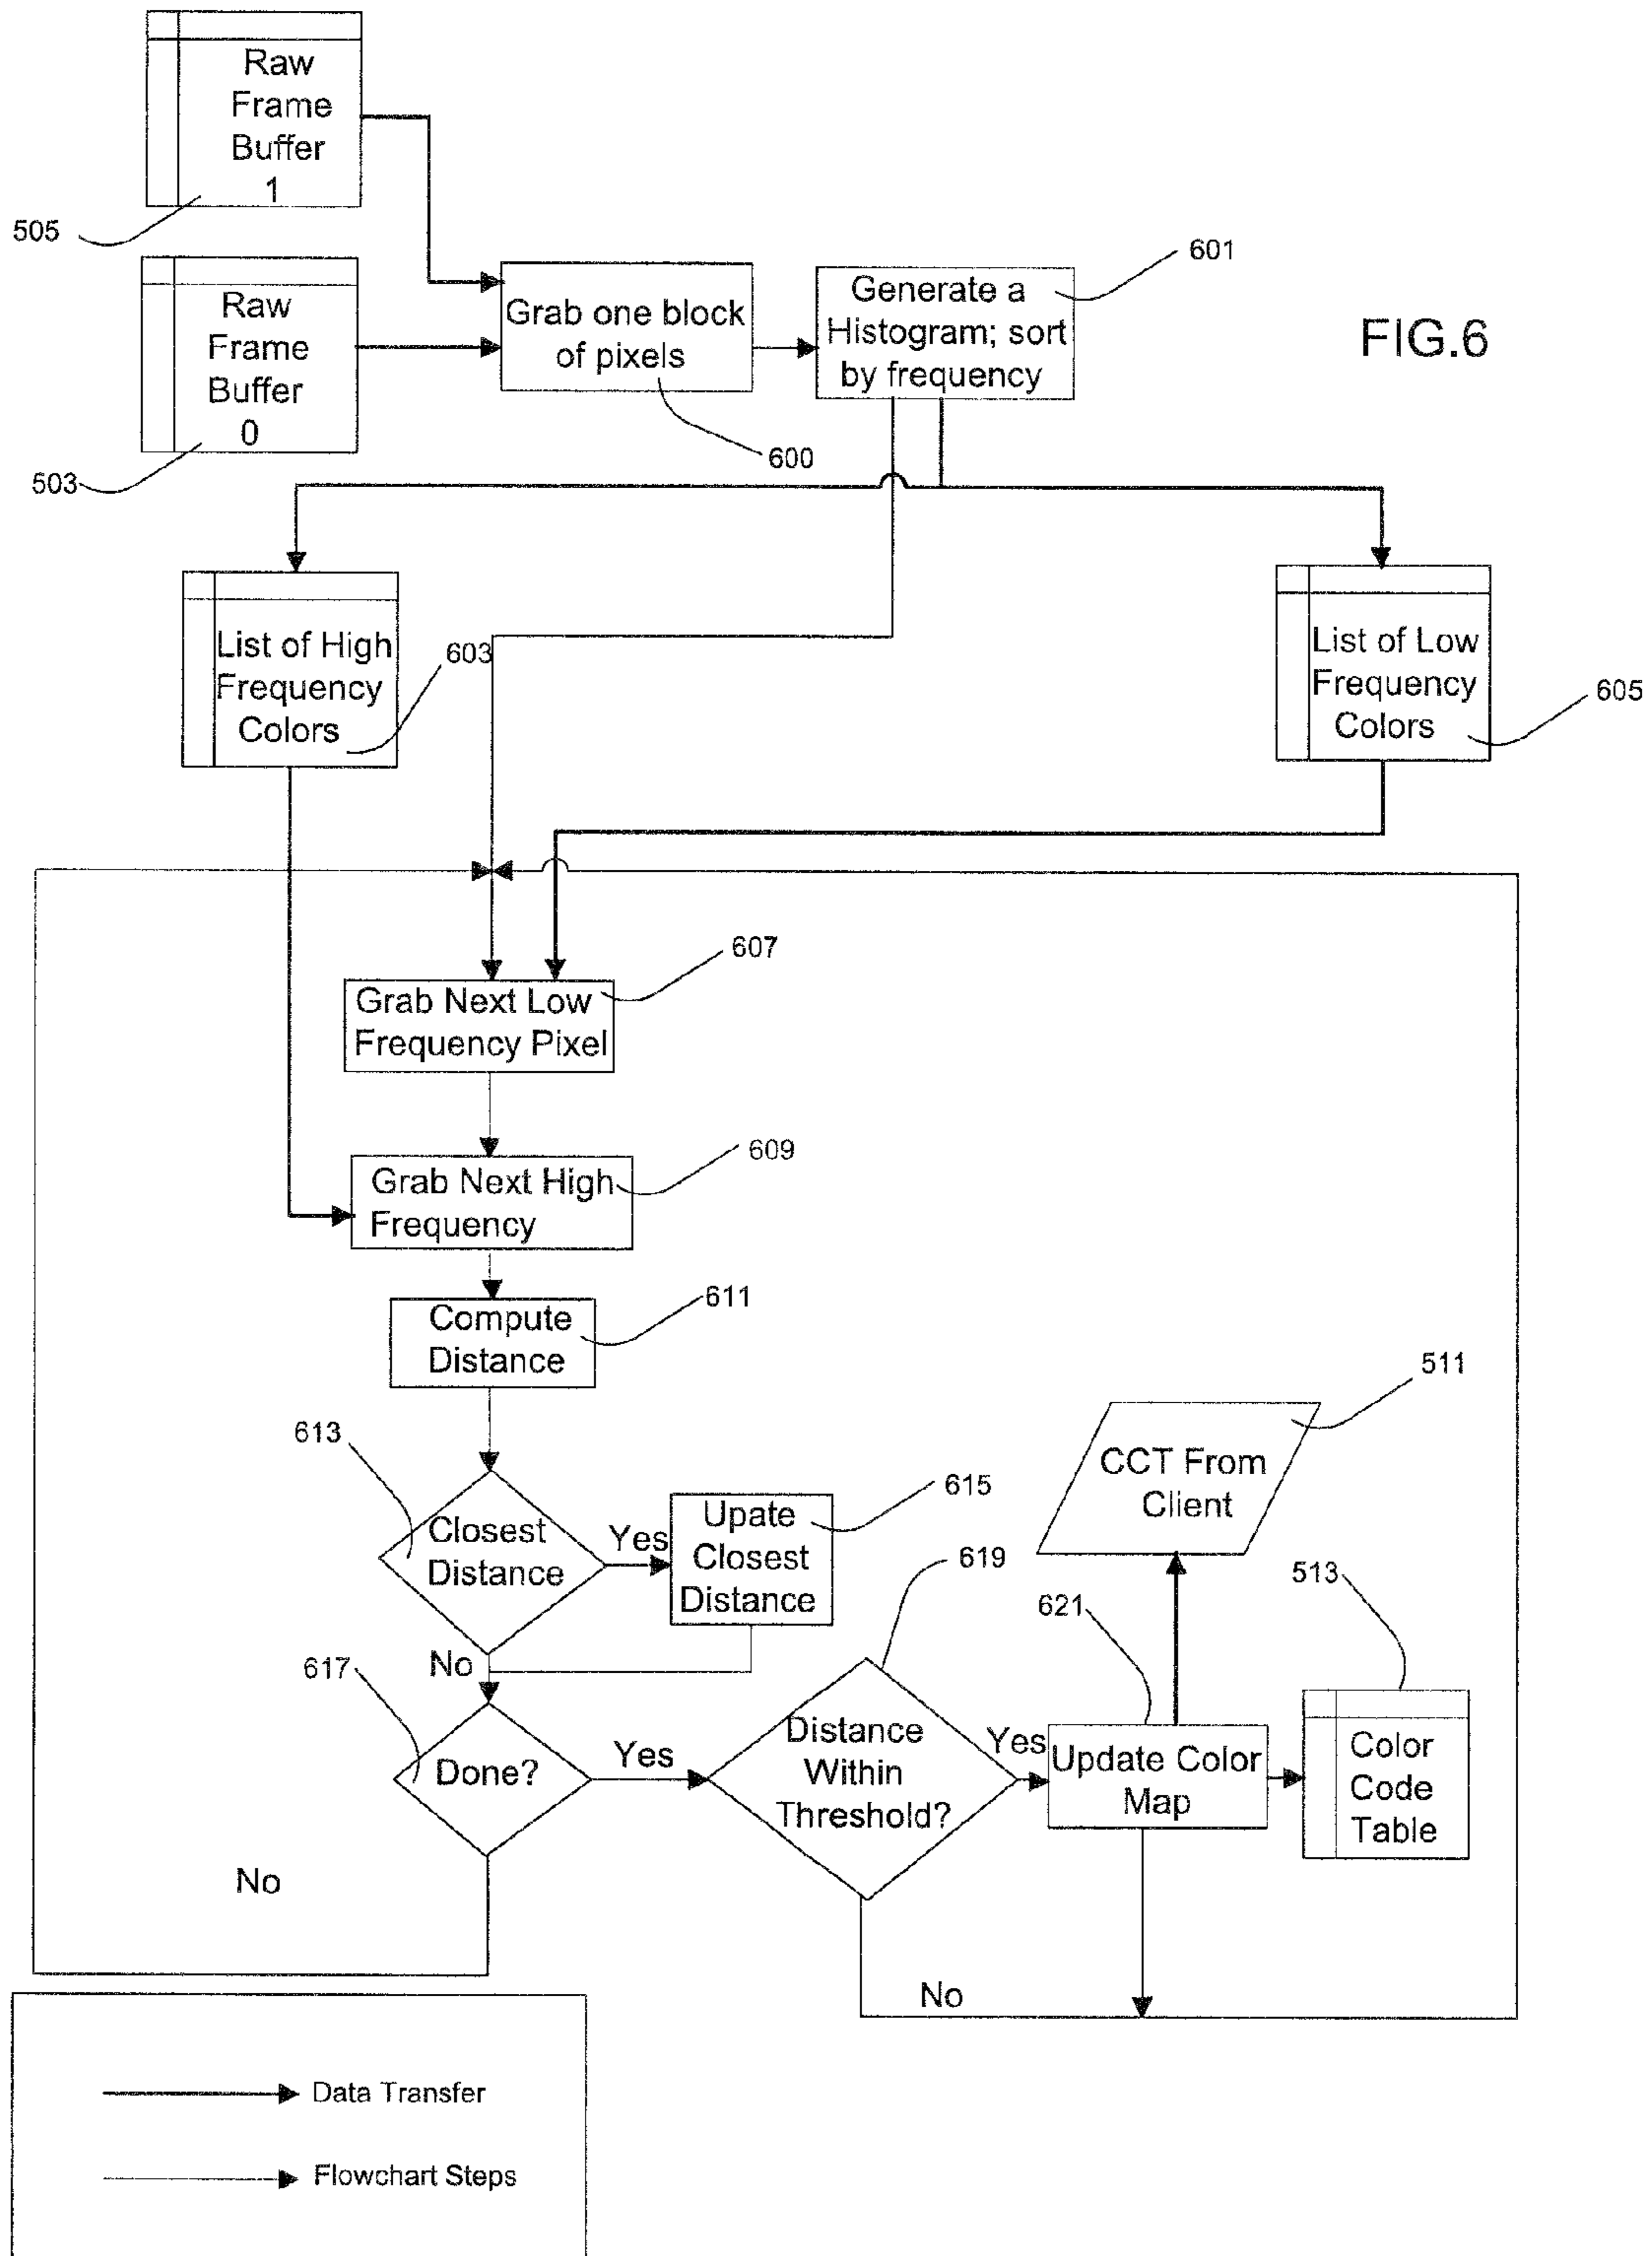 Raw
Frame
Buffer
1
505
Raw
Frame
Buffer
0
503
Grab one block
of pixels
600
Generate a
Histogram; sort
by frequency
601
FIG.6
List of High
Frequency
Colors
603
List of Low
Frequency
Colors
605
607
Grab Next Low
Frequency Pixel
609
Grab Next High
Frequency
611
Compute
Distance
613
Closest
Distance
Yes
615
Upate
Closest
Distance
No
617
Done?
Yes
No
619
Distance
Within
Threshold?
Yes
No
621
Update Color
Map
511
CCT From
Client
513
Color
Code
Table
Data Transfer
Flowchart Steps